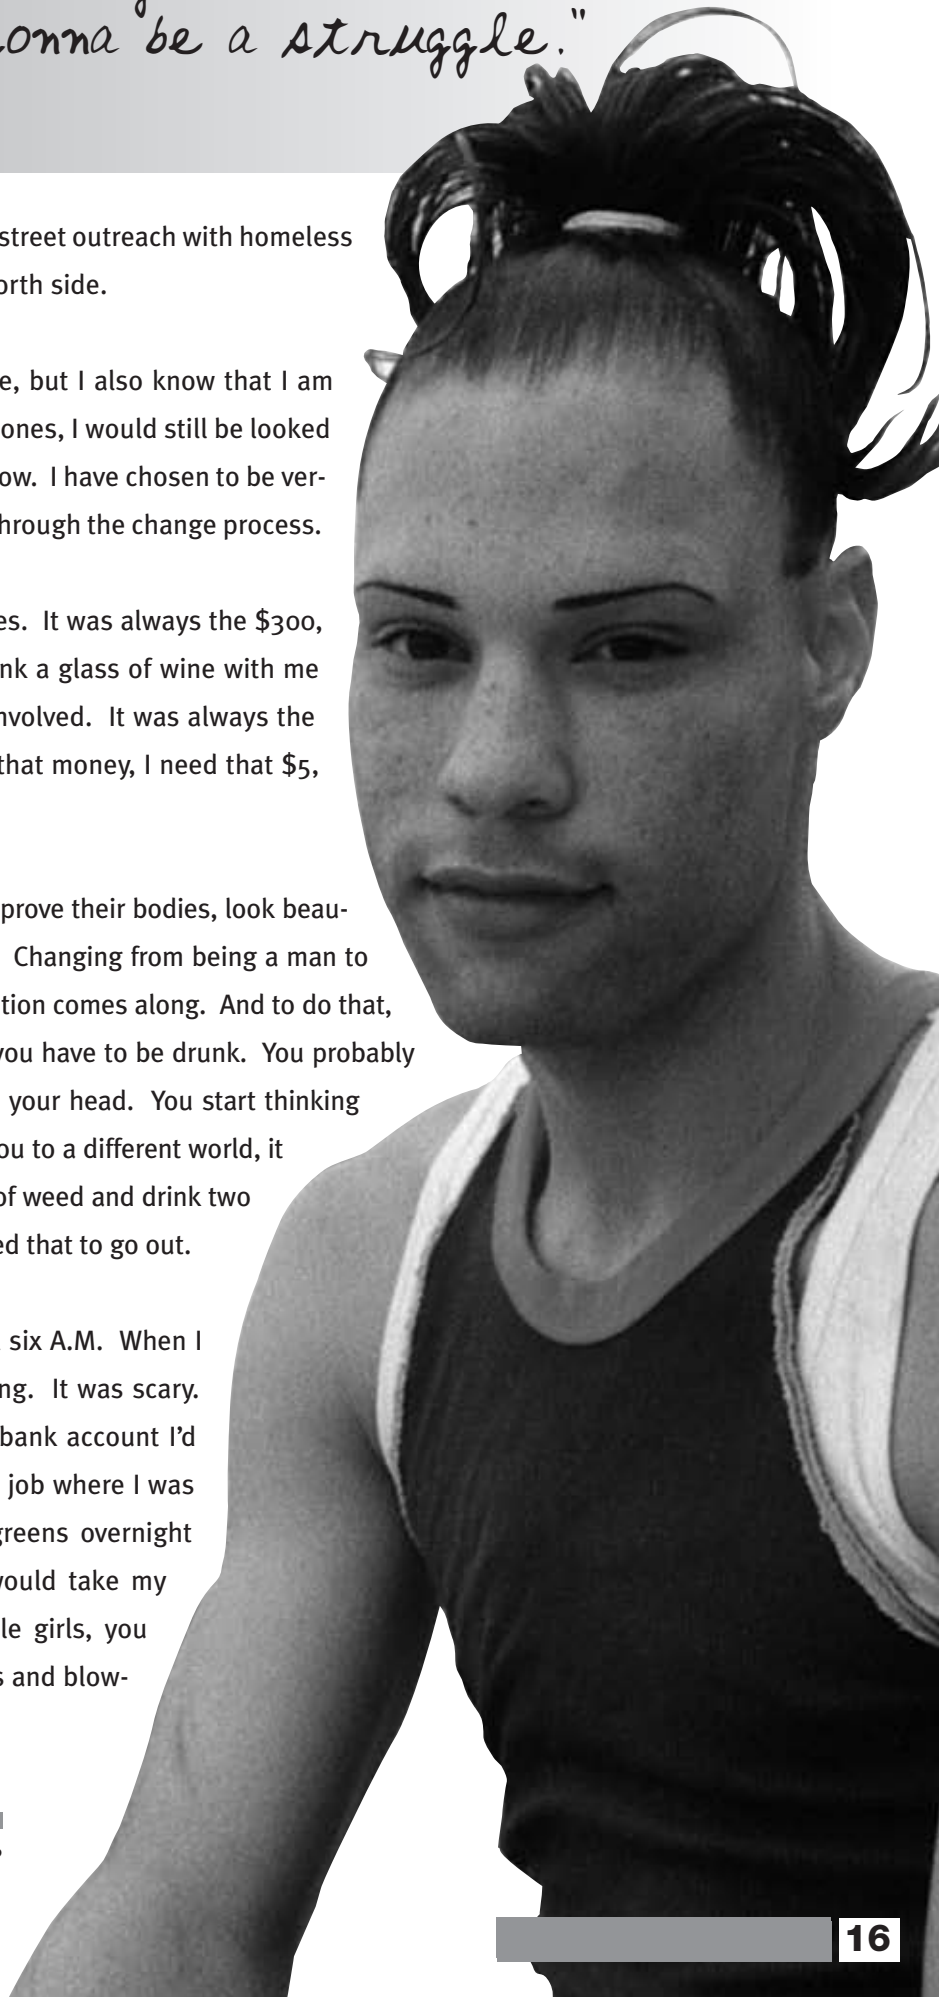 onna be a struggle."
street outreach with homeless
orth side.
e, but I also know that I am
ones, I would still be looked
ow. I have chosen to be ver-
hrough the change process.
es. It was always the $300,
nk a glass of wine with me
nvolved. It was always the
that money, I need that $5,
prove their bodies, look beau-
Changing from being a man to
tion comes along. And to do that,
you have to be drunk. You probably
your head. You start thinking
ou to a different world, it
of weed and drink two
ed that to go out.
six A.M. When I
ng. It was scary.
bank account I'd
job where I was
greens overnight
would take my
le girls, you
s and blow-
16